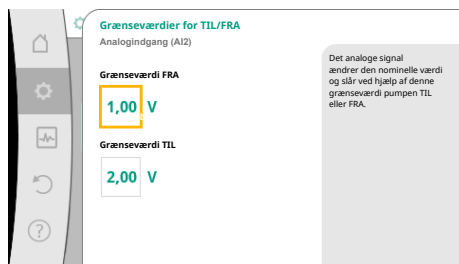 Grænseværdier for TIL/FRA
Analogindgang (AI2)
Grænseværdi FRA
1,00 V
Grænseværdi TIL
2,00 V
Det analoge signal
ændrer den nominelle værdi
og slår ved hjælp af denne
grænseværdi pumpen TIL
eller FRA.
?